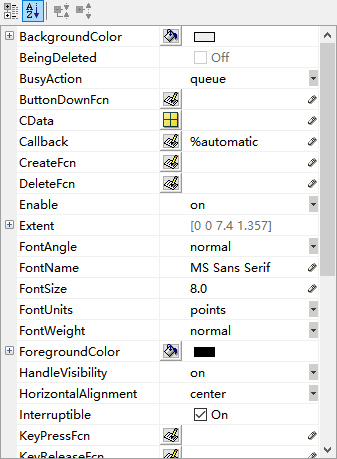 BackgroundColor
BeingDeleted Off
BusyAction queue
ButtonDownFcn
CData
Callback %automatic
CreateFcn
DeleteFcn
Enable on
Extent [0 0 7.4 1.357]
FontAngle normal
FontName MS Sans Serif
FontSize 8.0
FontUnits points
FontWeight normal
ForegroundColor
HandleVisibility on
HorizontalAlignment center
Interruptible On
KeyPressFcn
KeyReleaseFcn